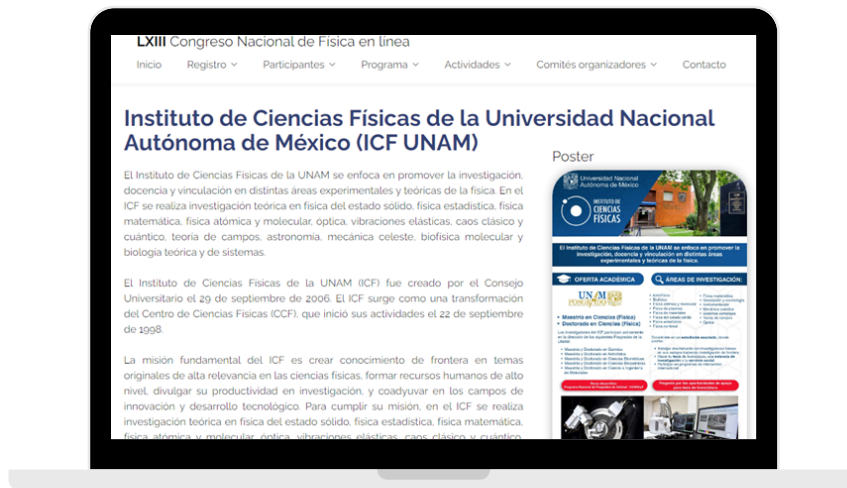 LXIII Congreso Nacional de Física en línea
Inicio Registro Participantes Programa Actividades Comités organizadores Contacto
Instituto de Ciencias Físicas de la Universidad Nacional
Autónoma de México (ICF UNAM)
El Instituto de Ciencias Físicas de la UNAM se enfoca en promover la investigación,
docencia y vinculación en distintas áreas experimentales y teóricas de la física. En el
ICF se realiza investigación teórica en física del estado sólido, física estadística, física
matemática, física atómica y molecular, óptica, vibraciones elásticas, caos clásico y
cuántico, teoría de campos, astronomía, mecánica celeste, biofísica molecular y
biología teórica y de sistemas.
El Instituto de Ciencias Físicas de la UNAM (ICF) fue creado por el Consejo
Universitario el 29 de septiembre de 2006. El ICF surge como una transformación
del Centro de Ciencias Físicas (CCF), que inició sus actividades el 22 de septiembre
de 1998.
La misión fundamental del ICF es crear conocimiento de frontera en temas
originales de alta relevancia en las ciencias físicas, formar recursos humanos de alto
nivel, divulgar su productividad en investigación, y coadyuvar en los campos de
innovación y desarrollo tecnológico. Para cumplir su misión, en el ICF se realiza
investigación teórica en física del estado sólido, física estadística, física matemática,
física atómica y molecular, óptica, vibraciones elásticas, caos clásico y cuántico,
Poster
Universidad Nacional
Autónoma de México
INSTITUTO DE
CIENCIAS
FÍSICAS
El Instituto de Ciencias Físicas de la UNAM se enfoca en promover la
investigación, docencia y vinculación en distintas áreas
experimentales y teóricas de la física.
OFERTA ACADÉMICA
UNAM
POSGRADO
• Maestría en Ciencias (Física)
• Doctorado en Ciencias (Física)
ÁREAS DE INVESTIGACIÓN: